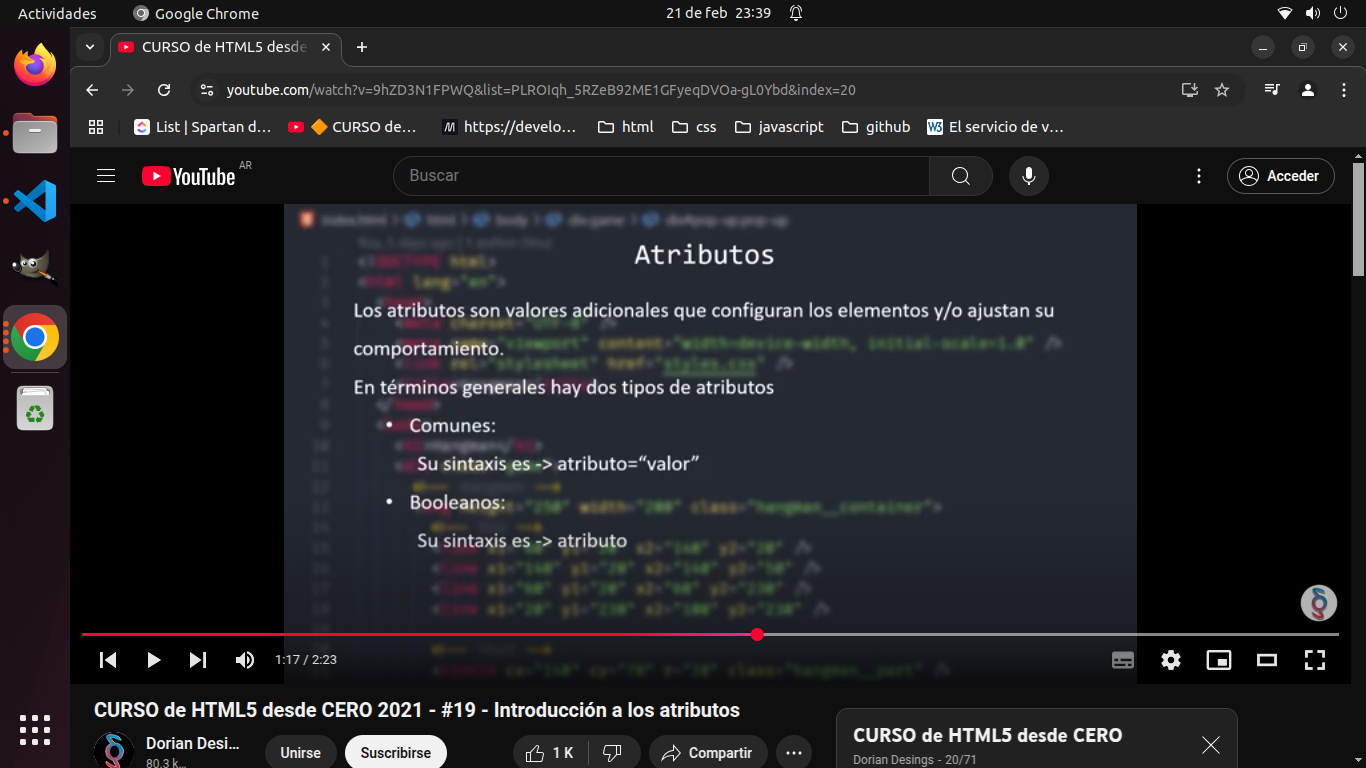 Actividades
Google Chrome
21 de feb 23:39
CURSO de HTML5 desde
youtube.com/watch?v=9hZD3N1FPWQ&list=PLROIqh_5RZeB92ME1GFyeqDVOa-gL0Ybd&index=20
List | Spartan d...
CURSO de...
https://develo...
html
css
javascript
github
W3
El servicio de v...
YouTube AR
Buscar
Acceder
Atributos
Los atributos son valores adicionales que configuran los elementos y/o ajustan su
comportamiento.
En términos generales hay dos tipos de atributos
• Comunes:
Su sintaxis es -> atributo=“valor”
• Booleanos:
Su sintaxis es -> atributo
1:17 / 2:23
CURSO de HTML5 desde CERO 2021 - #19 - Introducción a los atributos
Dorian Desi...
80,3 k...
Unirse
Suscribirse
1 K
Compartir
CURSO de HTML5 desde CERO
Dorian Desings - 20/71